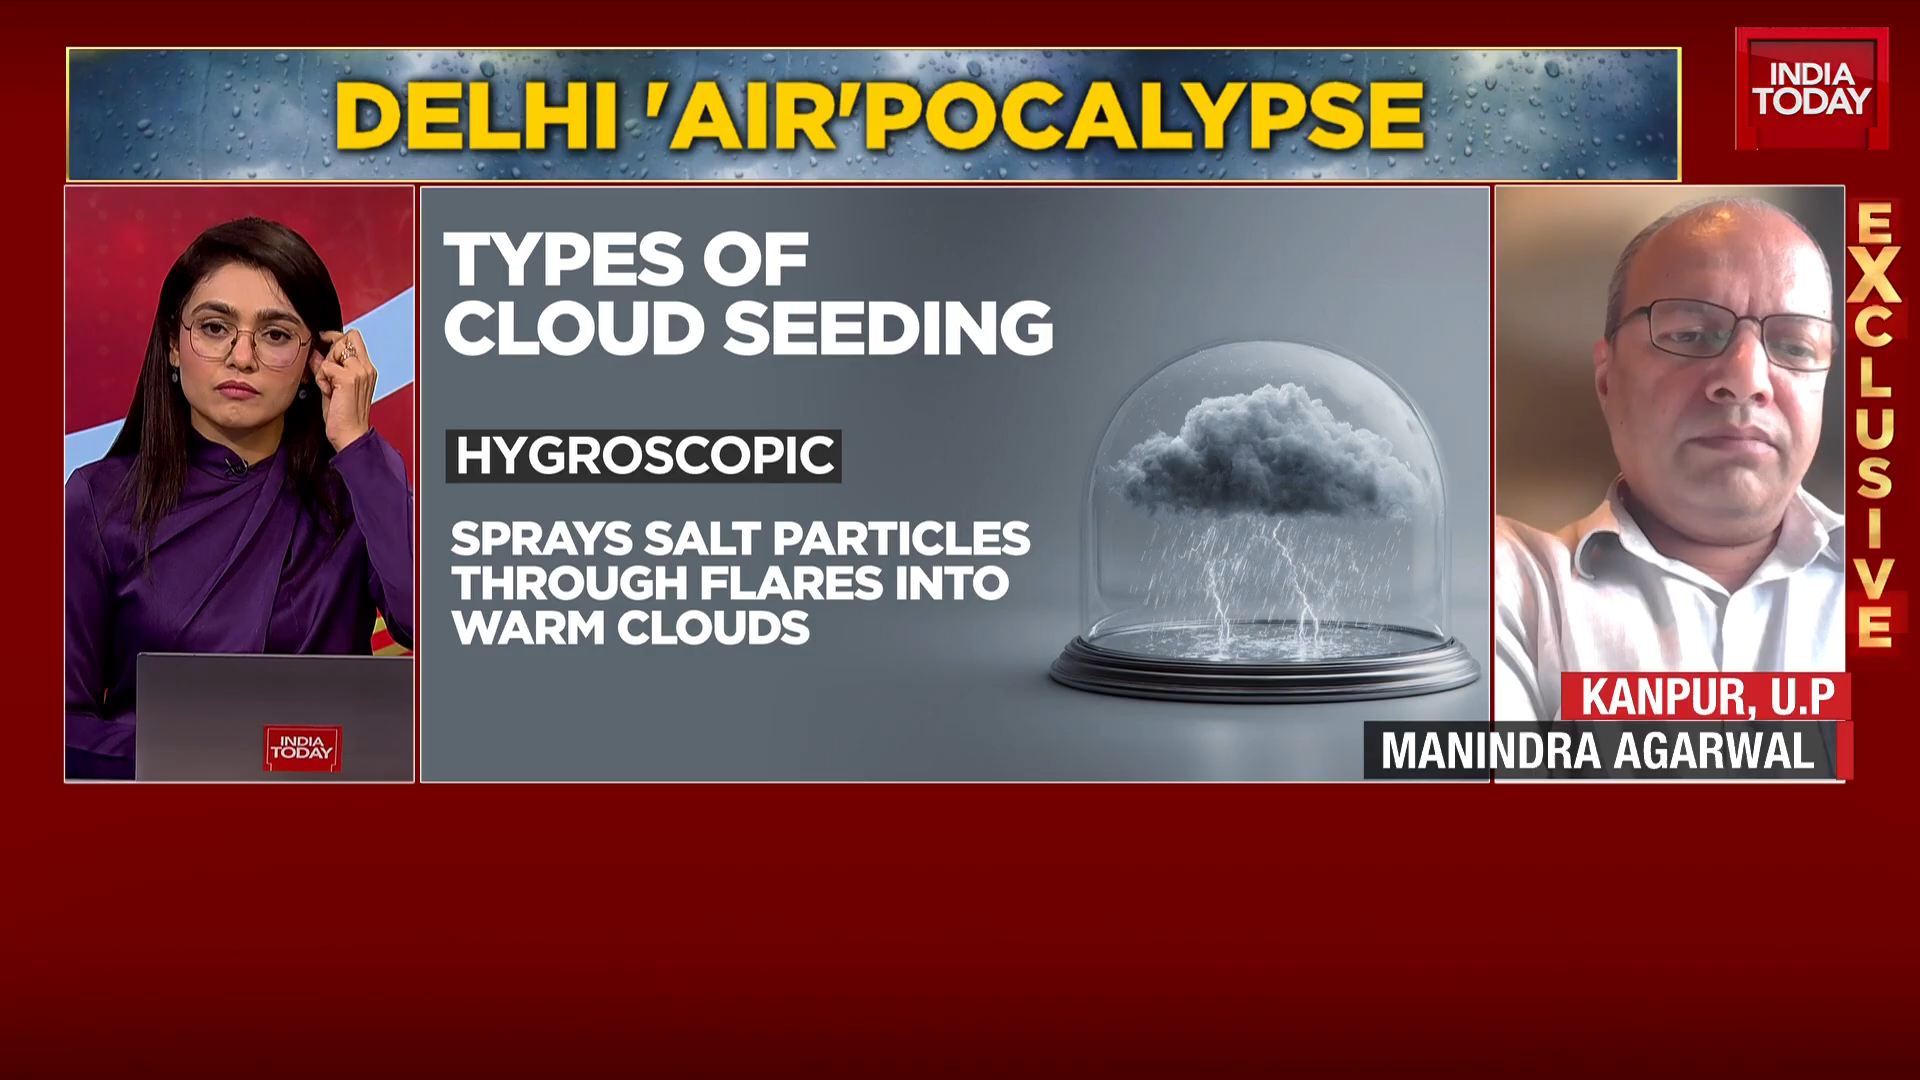 DELHI 'AIR'POCALYPSE
INDIA
TODAY
TYPES OF
CLOUD SEEDING
HYGROSCOPIC
SPRAYS SALT PARTICLES
THROUGH FLARES INTO
WARM CLOUDS
INDIA
TODAY
EXCLUSIVE
KANPUR, U.P
MANINDRA AGARWAL